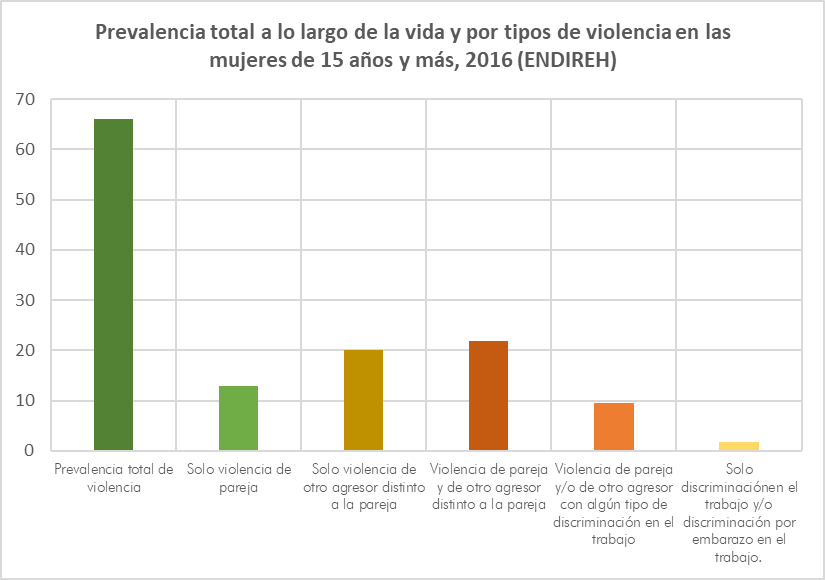 Prevalencia total a lo largo de la vida y por tipos de violencia en las
mujeres de 15 años y más, 2016 (ENDIREH)
70
60
50
40
30
20
10
0
Prevalencia total de
violencia
Solo violencia de
pareja
Solo violencia de
otro agresor distinto
a la pareja
Violencia de pareja
y de otro agresor
distinto a la pareja
Violencia de pareja
y/o de otro agresor
con algún tipo de
discriminación en el
trabajo
Solo
discriminaciónen el
trabajo y/o
discriminación por
embarazo en el
trabajo.